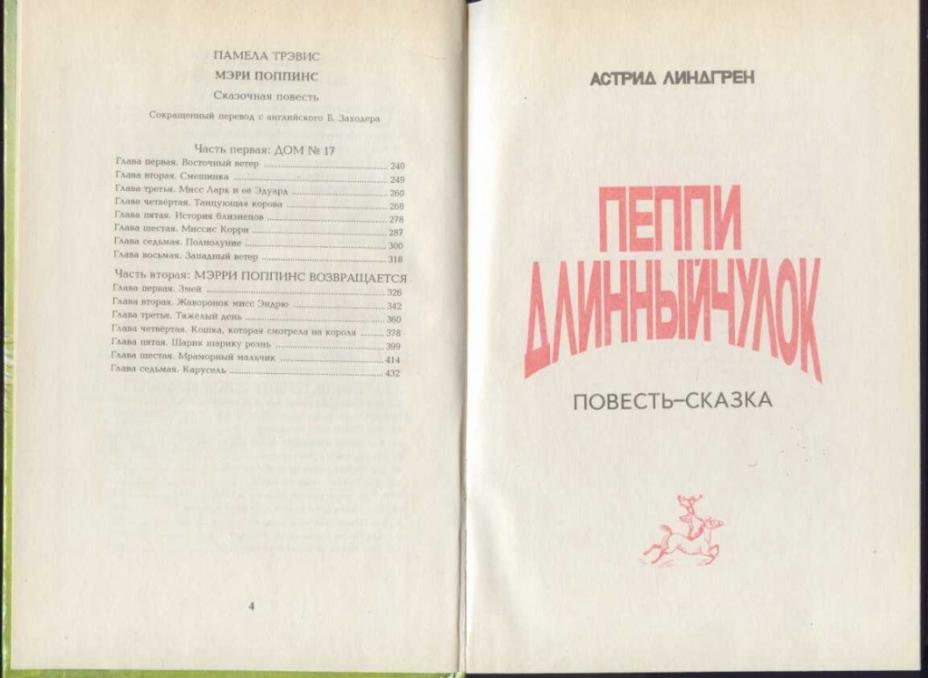 ПАМЕЛА ТРЭВИС
МЭРИ ПОППИНС
Сказочная повесть
Сокращенный перевод с английского Б. Заходера
Часть первая: ДОМ № 17
Глава первая. Восточный ветер ... 240
Глава вторая. Смешинка ... 249
Глава третья. Мисс Ларк и её Эдуард ... 260
Глава четвёртая. Танцующая корова ... 268
Глава пятая. История близнецов ... 278
Глава шестая. Миссис Корри ... 287
Глава седьмая. Полнолуние ... 300
Глава восьмая. Западный ветер ... 318
Часть вторая: МЭРРИ ПОППИНС ВОЗВРАЩАЕТСЯ
Глава первая. Змей ... 326
Глава вторая. Жаворонок мисс Эндрю ... 342
Глава третья. Тяжёлый день ... 360
Глава четвёртая. Кошка, которая смотрела на короля ... 378
Глава пятая. Шарик шарику рознь ... 399
Глава шестая. Мраморный мальчик ... 414
Глава седьмая. Карусель ... 432
4
АСТРИД ЛИНДГРЕН
ПЕППИ
ДЛИННЫЙЧУЛОК
ПОВЕСТЬ-СКАЗКА